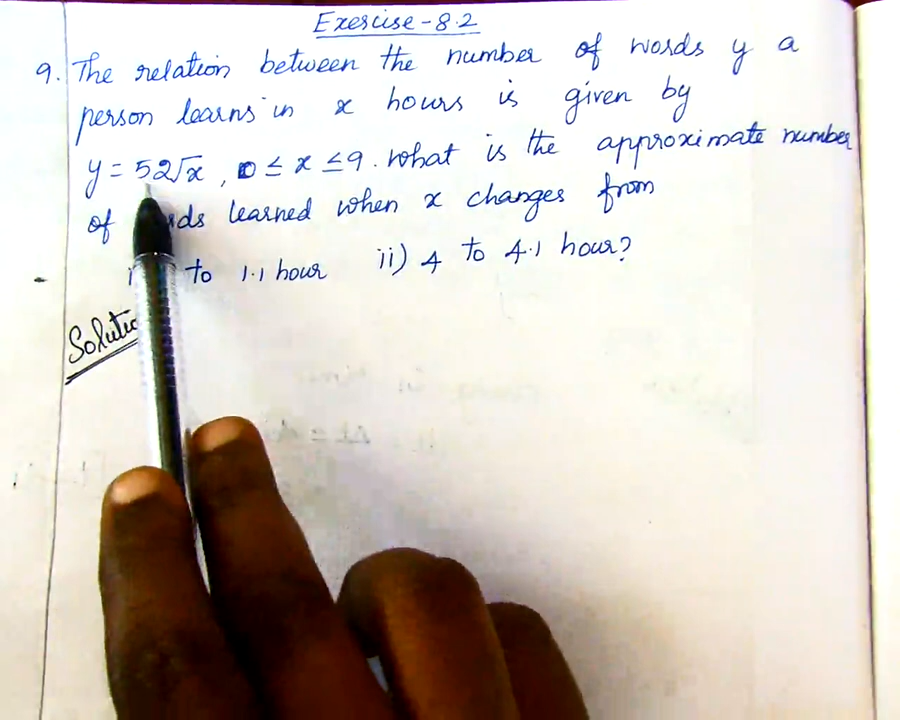 Exercise-8.2
9. The relation between the number of words y a
person learns in x hours is given by
y = 52√x , 0 ≤ x ≤ 9. What is the approximate number
of learned when x changes from
to 1.1 hour ii) 4 to 4.1 hour?